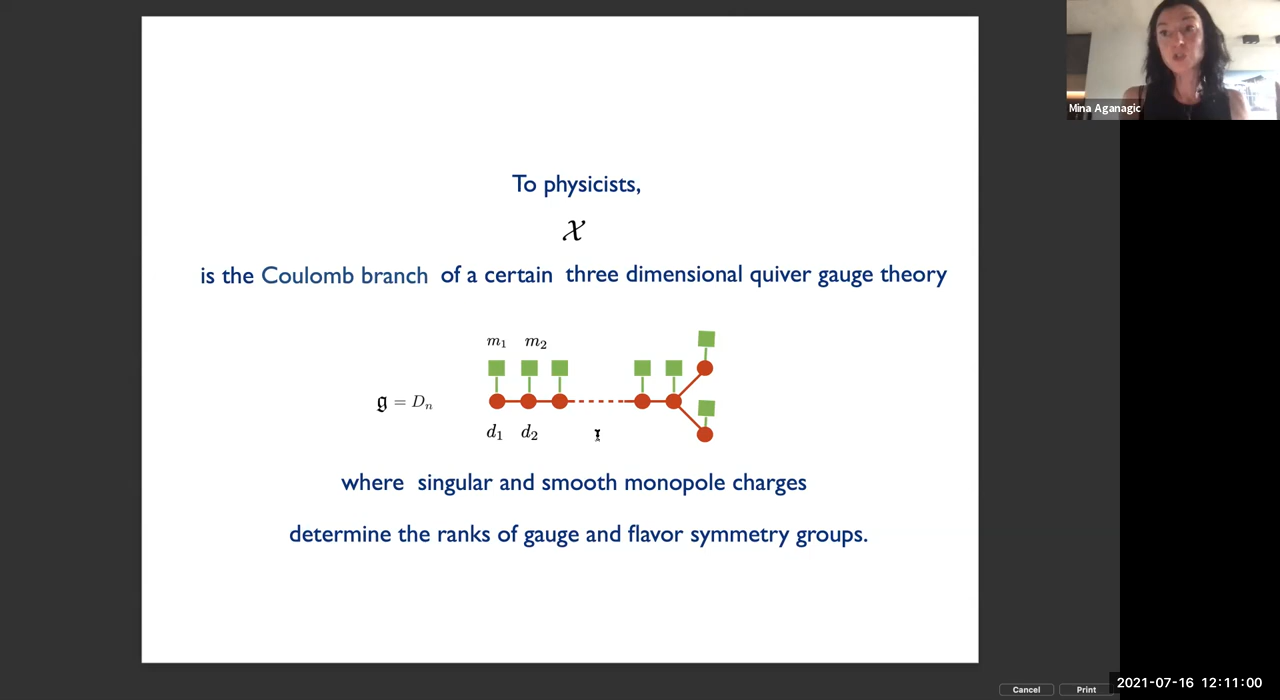 Mina Aganagic
To physicists,
𝒳
is the Coulomb branch of a certain three dimensional quiver gauge theory
m₁ m₂
𝔤 = Dₙ
d₁ d₂
where singular and smooth monopole charges
determine the ranks of gauge and flavor symmetry groups.
Cancel Print
2021-07-16 12:11:00